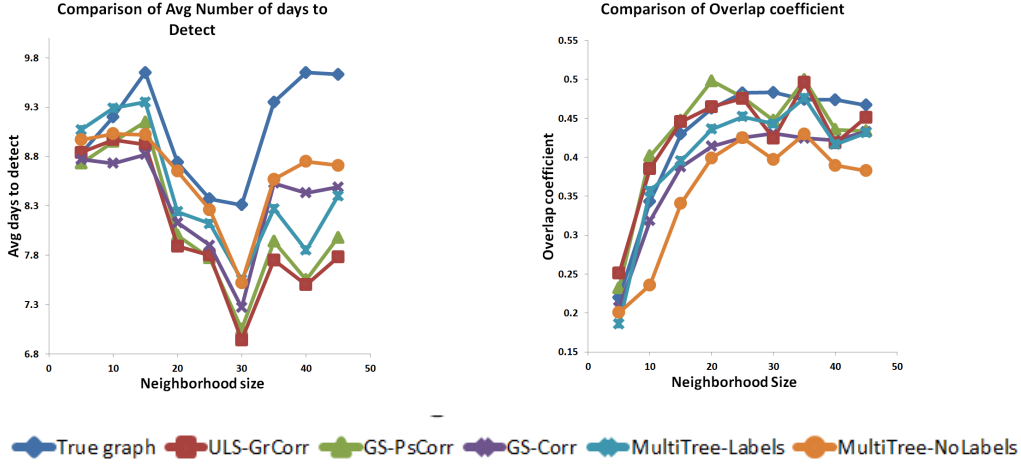 Comparison of Avg Number of days to
Detect
9.8
9.3
8.8
8.3
7.8
7.3
6.8
Avg days to detect
0 10 20 30 40 50
Neighborhood size
Comparison of Overlap coefficient
0.55
0.5
0.45
0.4
0.35
0.3
0.25
0.2
0.15
Overlap coefficient
0 10 20 30 40 50
Neighborhood Size
True graph ULS-GrCorr GS-PsCorr GS-Corr MultiTree-Labels MultiTree-NoLabels